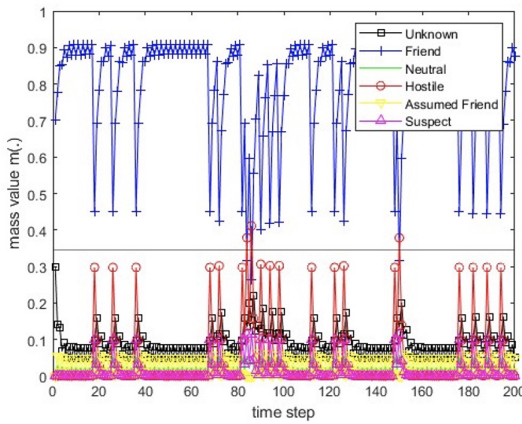 1
0.9
0.8
0.7
0.6
0.5
0.4
0.3
0.2
0.1
0
mass value m(.)
0 20 40 60 80 100 120 140 160 180 200
time step
Unknown
Friend
Neutral
Hostile
Assumed Friend
Suspect